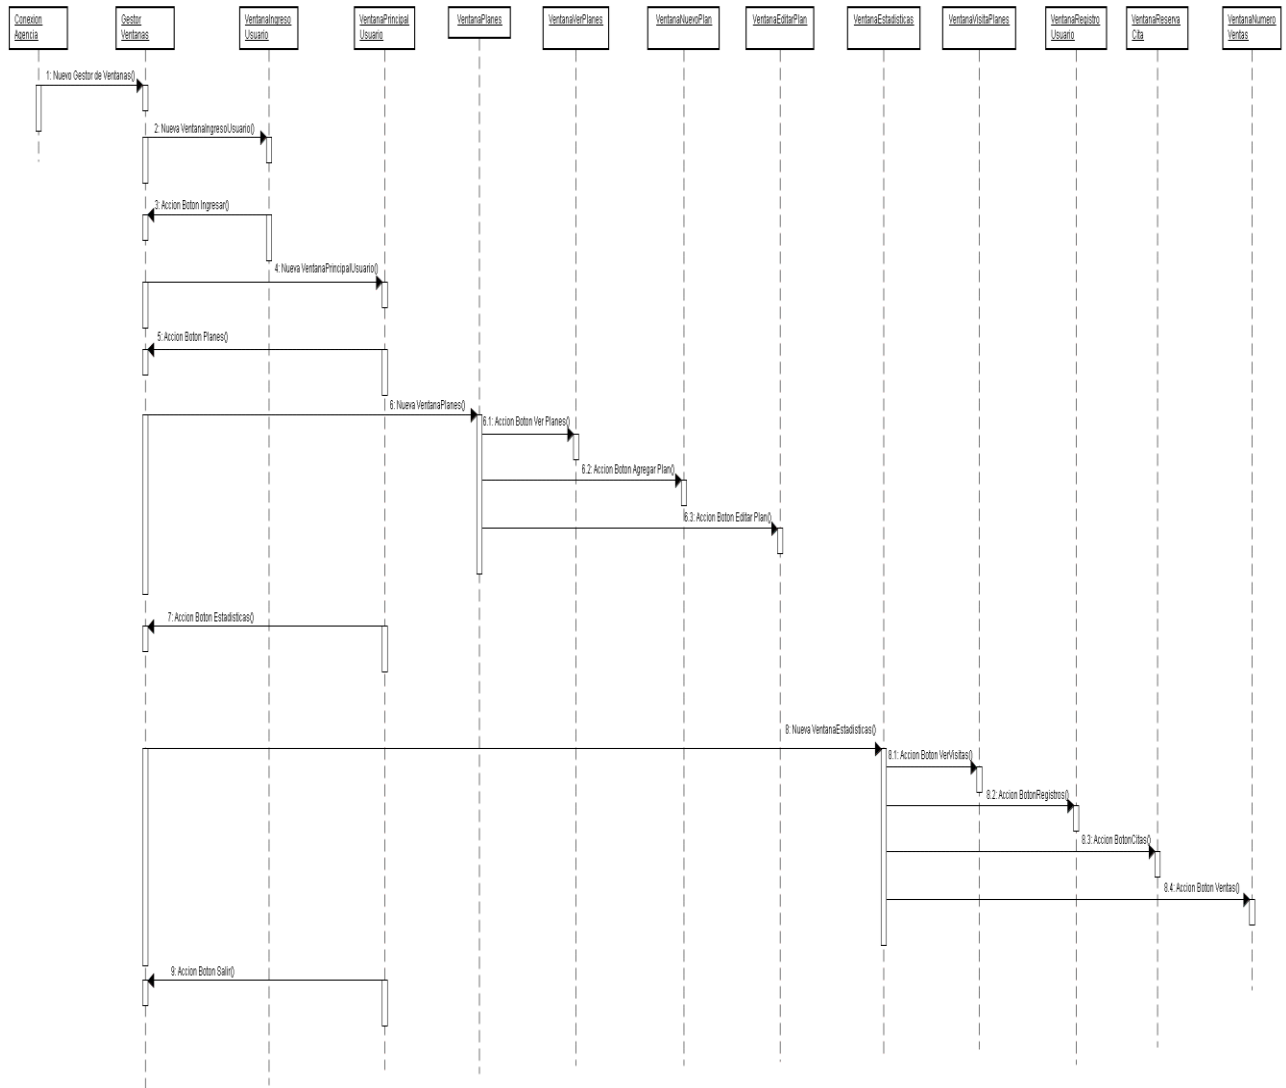 Conexion
Agencia
Gestor
Ventanas
VentanaIngreso
Usuario
VentanaPrincipal
Usuario
VentanaPlanes
VentanaVerPlanes
VentanaNuevoPlan
VentanaEditarPlan
VentanaEstadisticas
VentanaVisitaPlanes
VentanaRegistro
Usuario
VentanaReserva
Cita
VentanaNumero
Ventas
1: Nuevo Gestor de Ventanas()
2: Nueva VentanaIngresoUsuario()
3: Accion Boton Ingresar()
4: Nueva VentanaPrincipalUsuario()
5: Accion Boton Planes()
6: Nueva VentanaPlanes()
6.1: Accion Boton Ver Planes()
6.2: Accion Boton Agregar Plan()
6.3: Accion Boton Editar Plan()
7: Accion Boton Estadisticas()
8: Nueva VentanaEstadisticas()
8.1: Accion Boton VerVisitas()
8.2: Accion BotonRegistros()
8.3: Accion BotonCitas()
8.4: Accion Boton Ventas()
9: Accion Boton Salir()